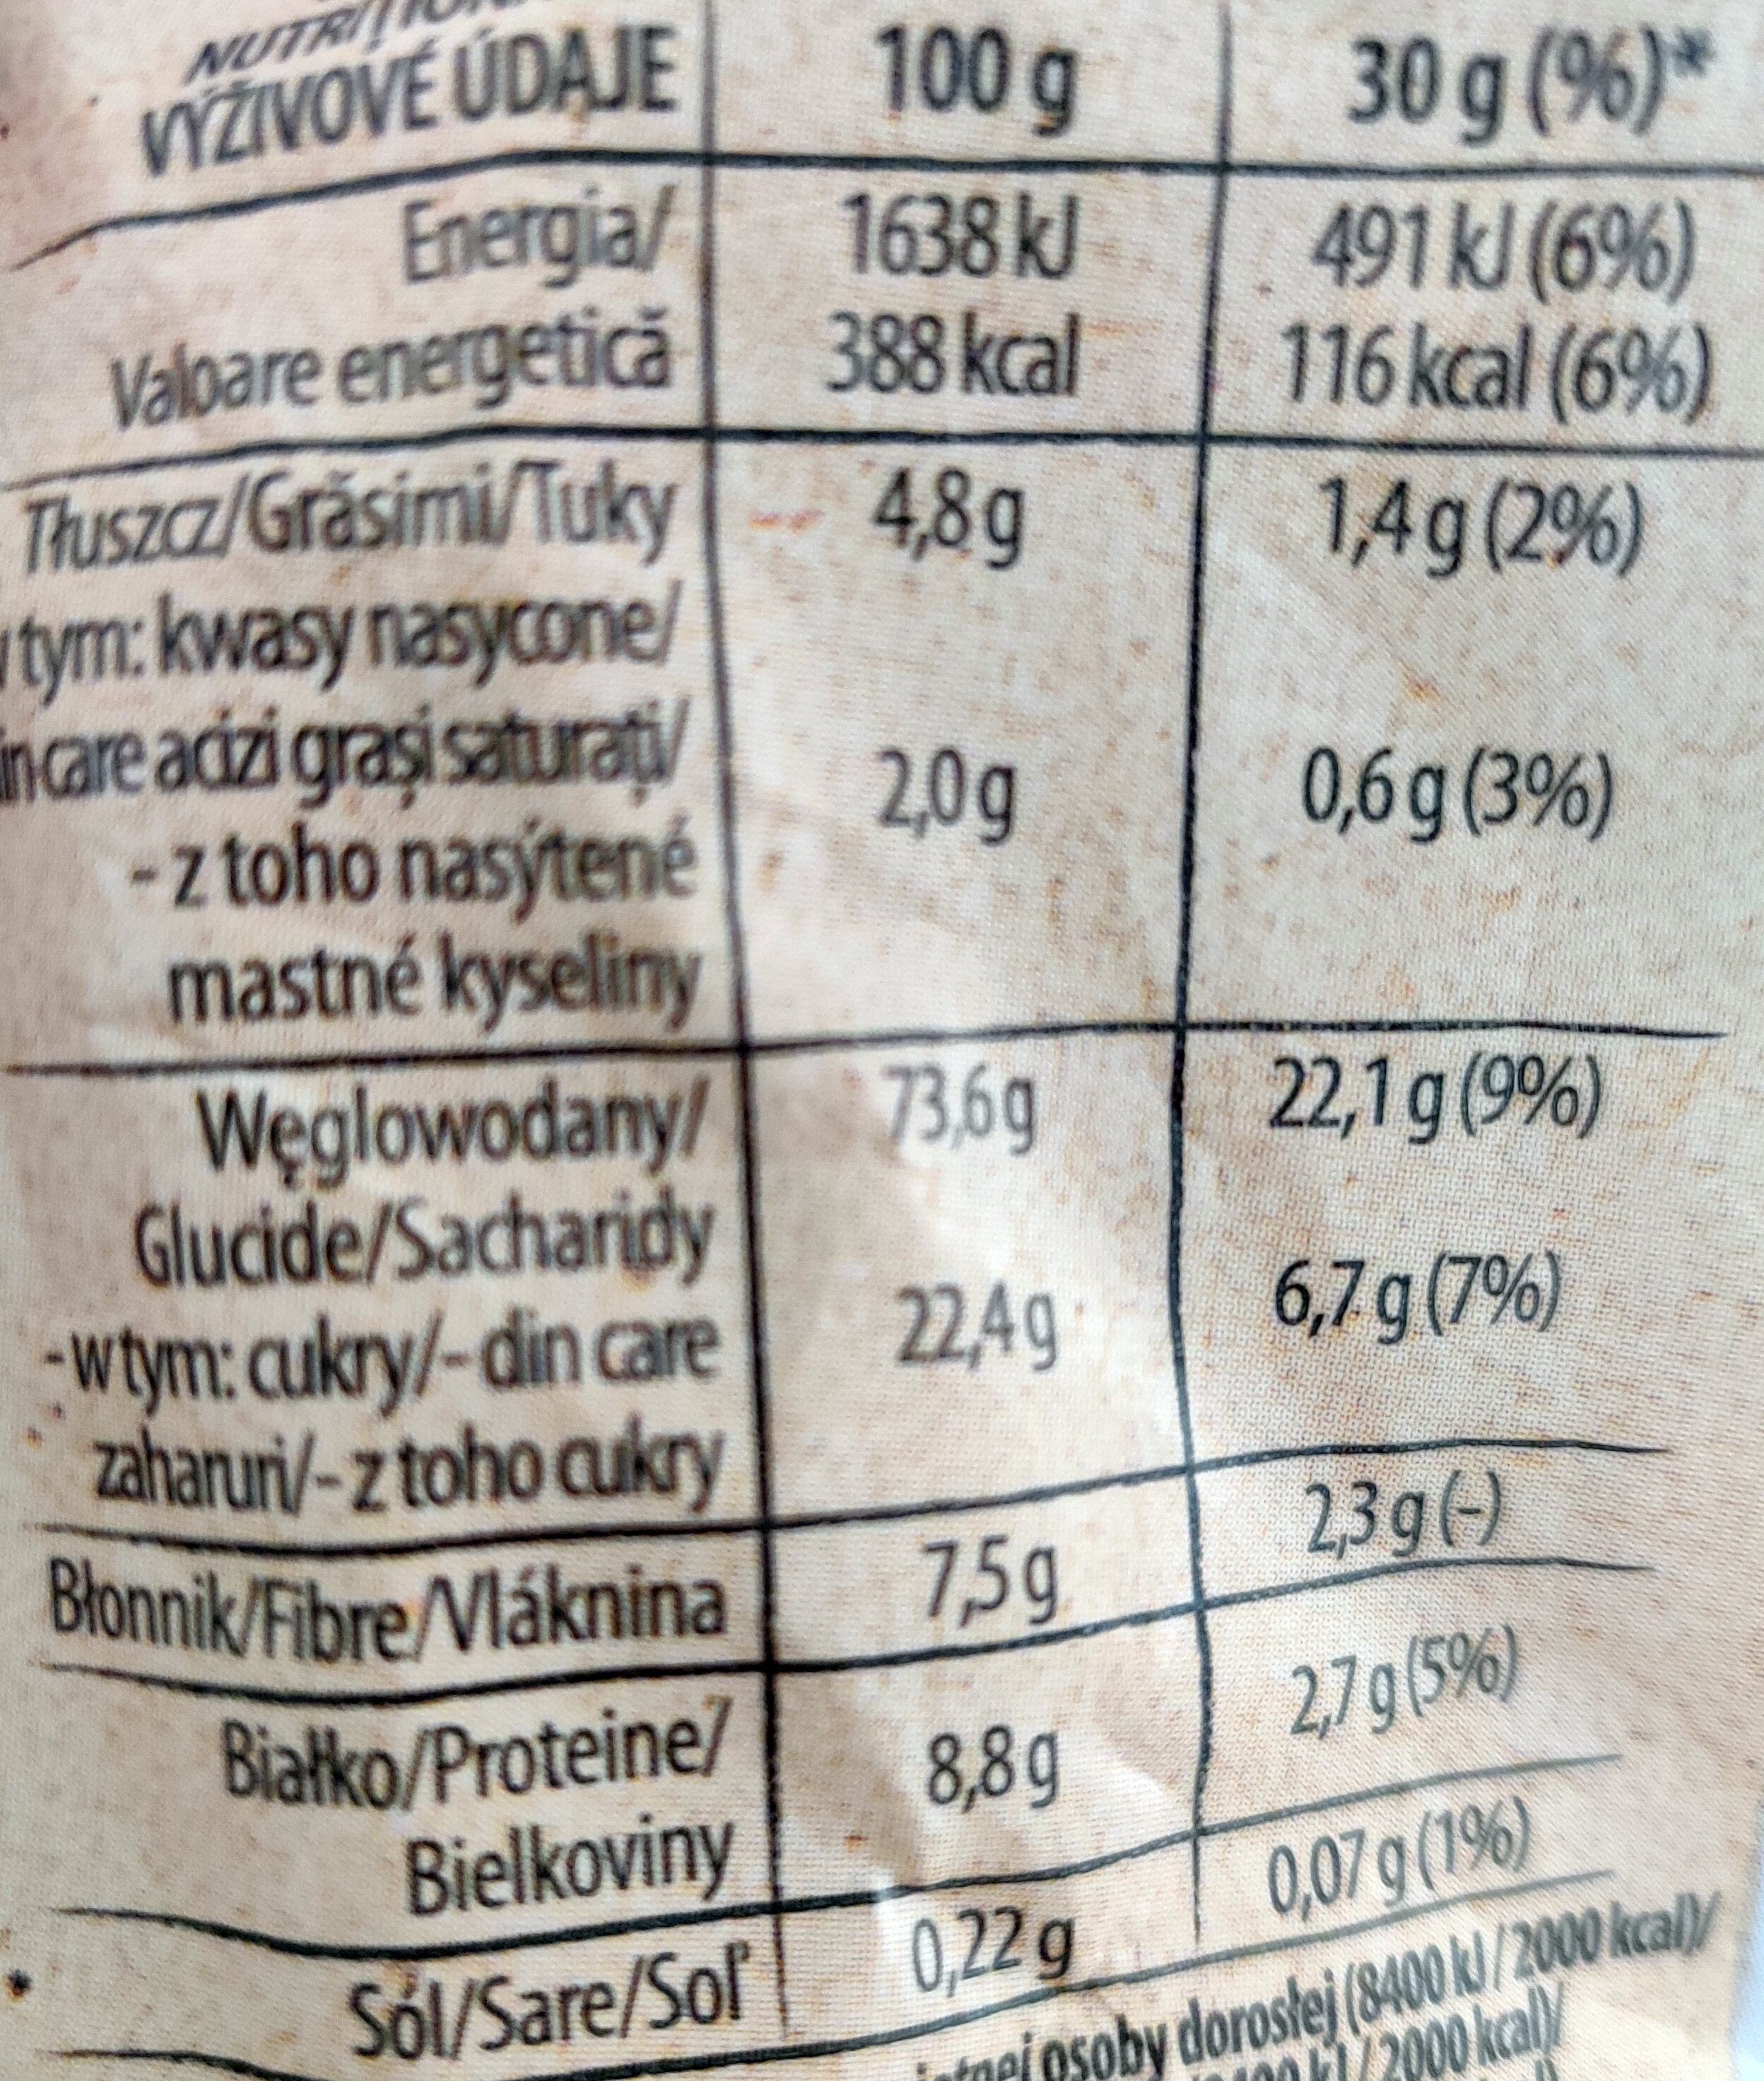 VÝŽIVOVÉ ÚDAJE 100 g 30 g (%)*
Energia/ 1638 kJ 491 kJ (6%)
Valoare energetică 388 kcal 116 kcal (6%)
Tłuszcz/Grăsimi/Tuky 4,8 g 1,4 g (2%)
tym: kwasy nasycone/
care acizi grași saturați/ 2,0 g 0,6 g (3%)
- z toho nasýtené
mastné kyseliny
Węglowodany/ 73,6 g 22,1 g (9%)
Glucide/Sacharidy
- w tym: cukry/- din care 22,4 g 6,7 g (7%)
zaharuri/- z toho cukry
Błonnik/Fibre/Vláknina 7,5 g 2,3 g (-)
Białko/Proteine/ 8,8 g 2,7 g (5%)
Bielkoviny
Sól/Sare/Soľ 0,22 g 0,07 g (1%)
*
osoby dorosłej (8400 kJ / 2000 kcal)/
kJ / 2000 kcal)/